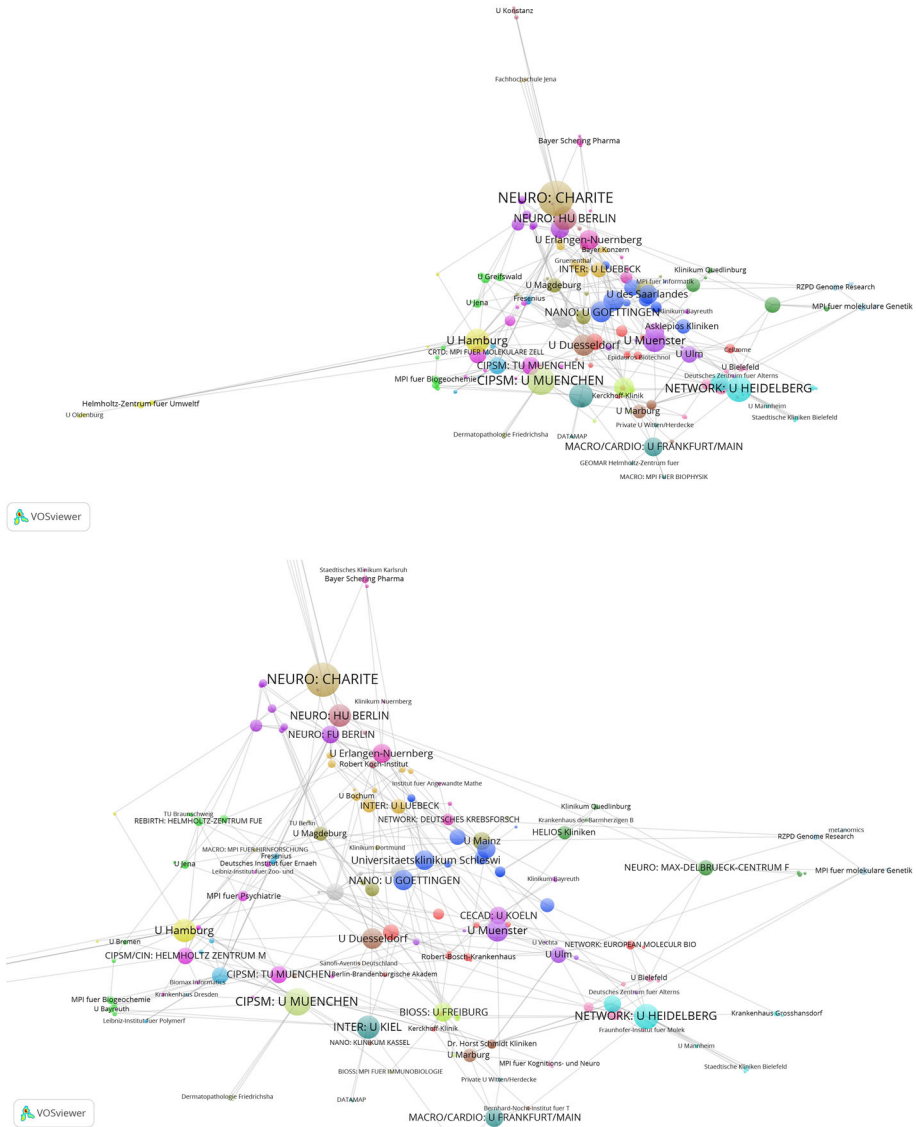 U Konstanz
Fachhochschule Jena
Bayer Schering Pharma
NEURO: CHARITE
NEURO: HU BERLIN
U Erlangen-Nuernberg
Bayer Konzern
Gruenenthal
INTER: U LUEBECK
Klinikum Quedlinburg
U Greifswald
U Magdeburg
MPI fuer Informatik
RZPD Genome Research
U des Saarlandes
Fresenius
U Jena
MPI fuer molekulare Genetik
NANO: U GOETTINGEN
Klinikum Bayreuth
Asklepios Kliniken
U Hamburg
U Duesseldorf
U Muenster
CRTD: MPI FUER MOLEKULARE ZELL
Epidauros Biotechnol
U Ulm
CIPSM: TU MUENCHEN
U Bielefeld
Deutsches Zentrum fuer Alterns
MPI fuer Biogeochemie
CIPSM: U MUENCHEN
NETWORK: U HEIDELBERG
Kerckhoff-Klinik
Helmholtz-Zentrum fuer Umweltf
U Oldenburg
U Marburg
U Mannheim
Staedtische Kliniken Bielefeld
Private U Witten/Herdecke
Dermatopathologie Friedrichsha
DATAMAP
MACRO/CARDIO: U FRANKFURT/MAIN
GEOMAR Helmholtz-Zentrum fuer
MACRO: MPI FUER BIOPHYSIK
VOSviewer
Staedtisches Klinikum Karlsruh
Bayer Schering Pharma
NEURO: CHARITE
Klinikum Nuernberg
NEURO: HU BERLIN
NEURO: FU BERLIN
U Erlangen-Nuernberg
Robert Koch-Institut
Institut fuer Angewandte Mathe
U Bochum
INTER: U LUEBECK
Klinikum Quedlinburg
TU Braunschweig
REBIRTH: HELMHOLTZ-ZENTRUM FUE
TU Berlin
NETWORK: DEUTSCHES KREBSFORSCH
Krankenhaus der Barmherzigen B
U Magdeburg
HELIOS Kliniken
metanomics
RZPD Genome Research
U Mainz
MACRO: MPI FUER HIRNFORSCHUNG
Klinikum Dortmund
Fresenius
U Jena
Deutsches Institut fuer Ernaeh
Universitaetsklinikum Schleswi
Leibniz-Institut fuer Zoo- und
NEURO: MAX-DELBRUECK-CENTRUM F
MPI fuer molekulare Genetik
NANO: U GOETTINGEN
Klinikum Bayreuth
MPI fuer Psychiatrie
CECAD: U KOELN
U Hamburg
U Muenster
U Duesseldorf
U Bremen
U Vechta
NETWORK: EUROPEAN MOLECULR BIO
CIPSM/CIN: HELMHOLTZ ZENTRUM M
Robert-Bosch-Krankenhaus
U Ulm
Sanofi-Aventis Deutschland
CIPSM: TU MUENCHEN
Berlin-Brandenburgische Akadem
U Bielefeld
Biomax Informatics
Krankenhaus Dresden
Deutsches Zentrum fuer Alterns
MPI fuer Biogeochemie
U Bayreuth
CIPSM: U MUENCHEN
BIOSS: U FREIBURG
NETWORK: U HEIDELBERG
Krankenhaus Grosshansdorf
Leibniz-Institut fuer Polymerf
INTER: U KIEL
Kerckhoff-Klinik
Fraunhofer-Institut fuer Molek
NANO: KLINIKUM KASSEL
Dr. Horst Schmidt Kliniken
U Mannheim
U Marburg
MPI fuer Kognitions- und Neuro
Staedtische Kliniken Bielefeld
BIOSS: MPI FUER IMMUNOBIOLOGIE
Private U Witten/Herdecke
Dermatopathologie Friedrichsha
DATAMAP
Bernhard-Nocht-Institut fuer T
MACRO/CARDIO: U FRANKFURT/MAIN
VOSviewer